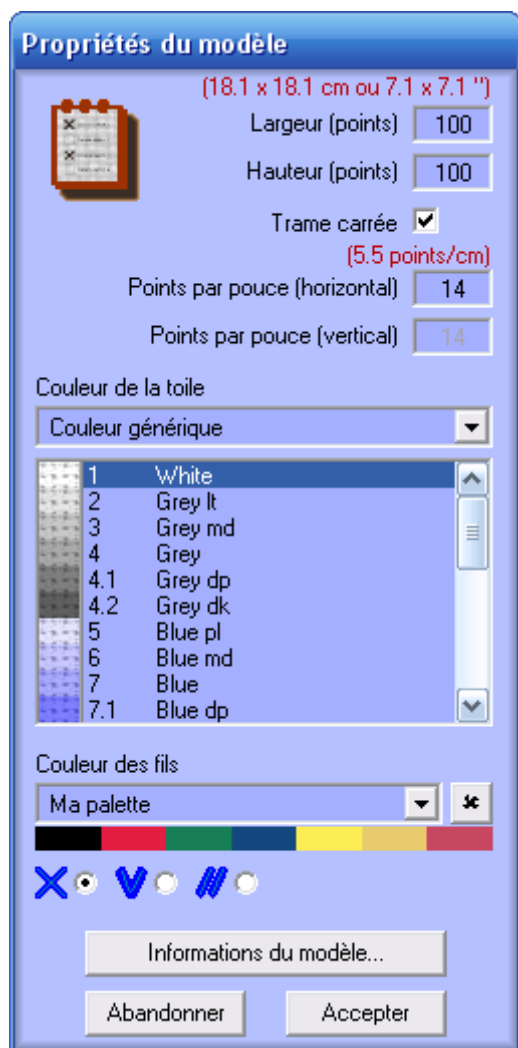 Propriétés du modèle
(18.1 x 18.1 cm ou 7.1 x 7.1 ")
Largeur (points) 100
Hauteur (points) 100
Trame carrée
(5.5 points/cm)
Points par pouce (horizontal) 14
Points par pouce (vertical) 14
Couleur de la toile
Couleur générique
1 White
2 Grey lt
3 Grey md
4 Grey
4.1 Grey dp
4.2 Grey dk
5 Blue pl
6 Blue md
7 Blue
7.1 Blue dp
Couleur des fils
Ma palette
Informations du modèle...
Abandonner Accepter